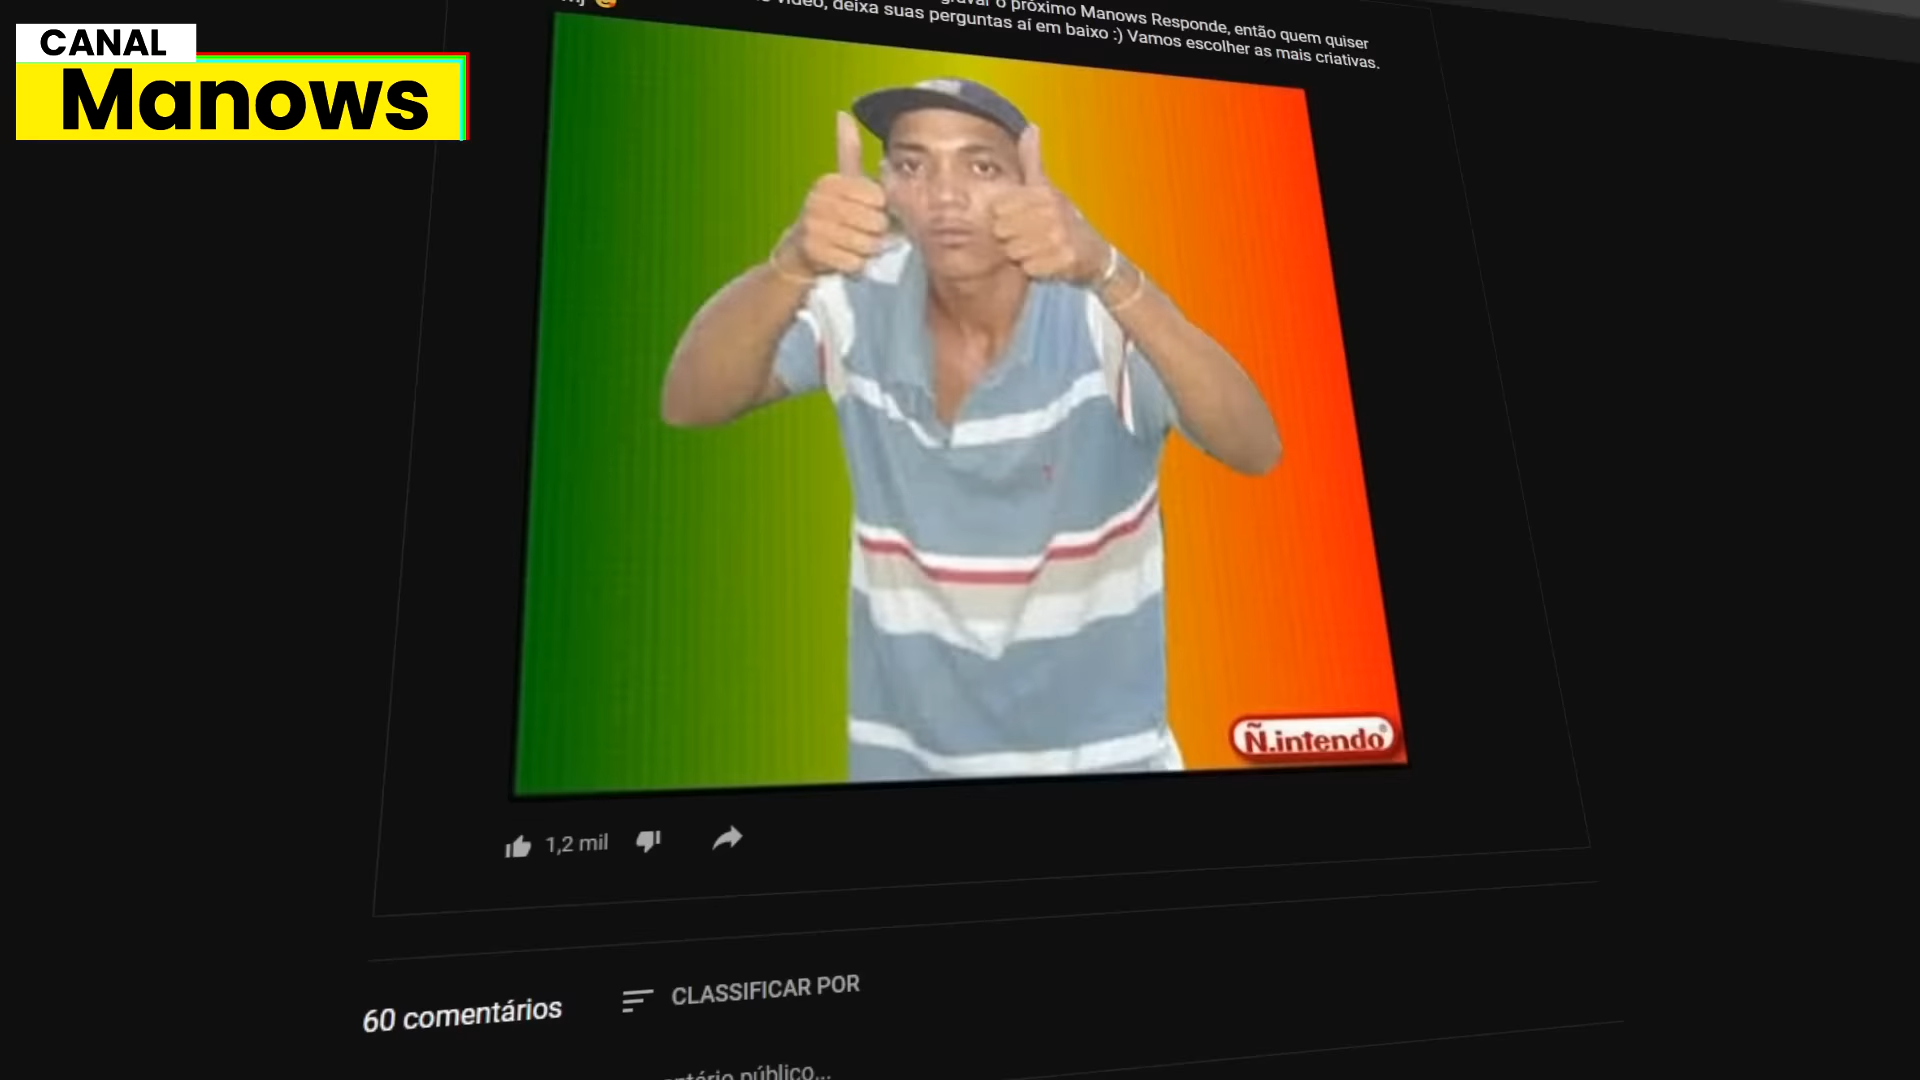 CANAL
Manows
o próximo Manows Responde, então quem quiser
vídeo, deixa suas perguntas aí em baixo :) Vamos escolher as mais criativas.
Ñ.intendo
1,2 mil
60 comentários
CLASSIFICAR POR
público...